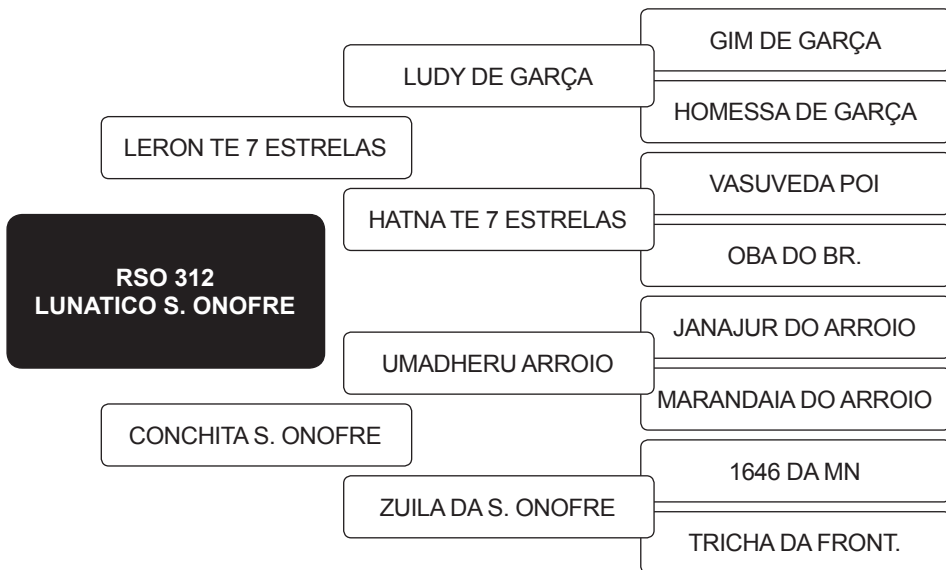 GIM DE GARÇA
LUDY DE GARÇA
HOMESSA DE GARÇA
LERON TE 7 ESTRELAS
VASUVEDA POI
HATNA TE 7 ESTRELAS
OBA DO BR.
RSO 312
LUNATICO S. ONOFRE
JANAJUR DO ARROIO
UMADHERU ARROIO
MARANDAIA DO ARROIO
CONCHITA S. ONOFRE
1646 DA MN
ZUILA DA S. ONOFRE
TRICHA DA FRONT.